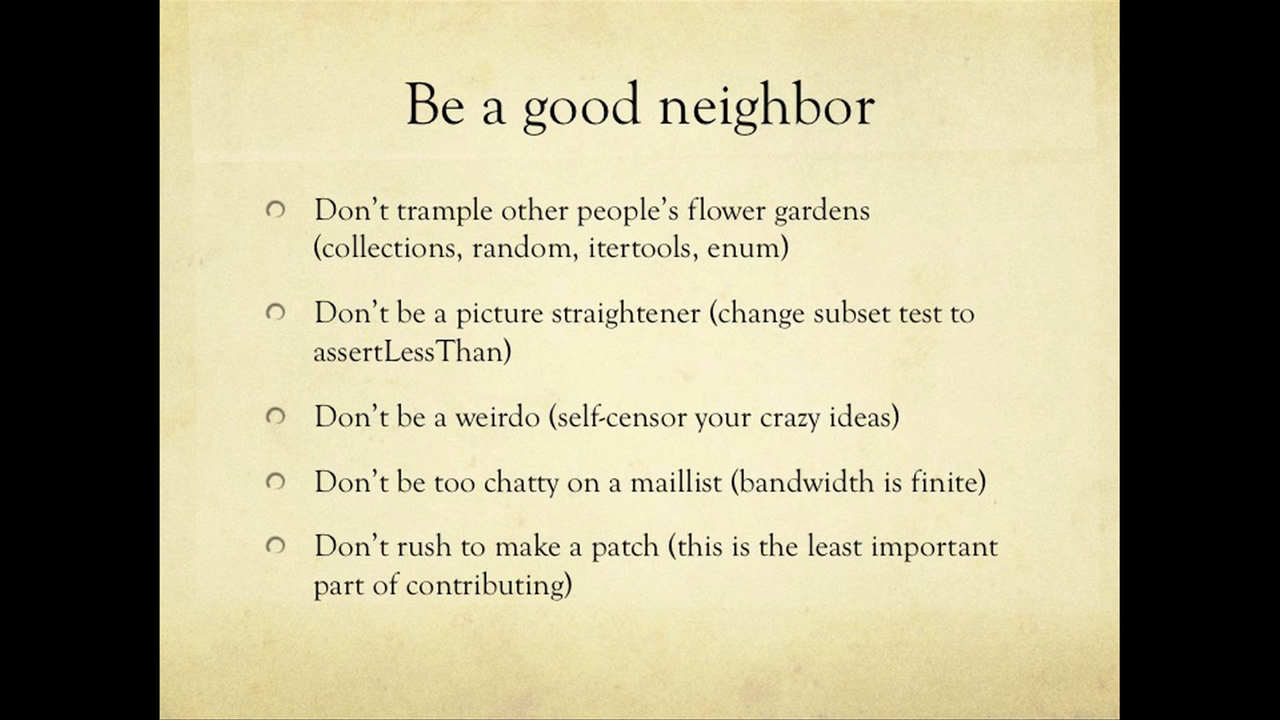 Be a good neighbor
Don't trample other people's flower gardens
(collections, random, itertools, enum)
Don't be a picture straightener (change subset test to
assertLessThan)
Don't be a weirdo (self-censor your crazy ideas)
Don't be too chatty on a maillist (bandwidth is finite)
Don't rush to make a patch (this is the least important
part of contributing)